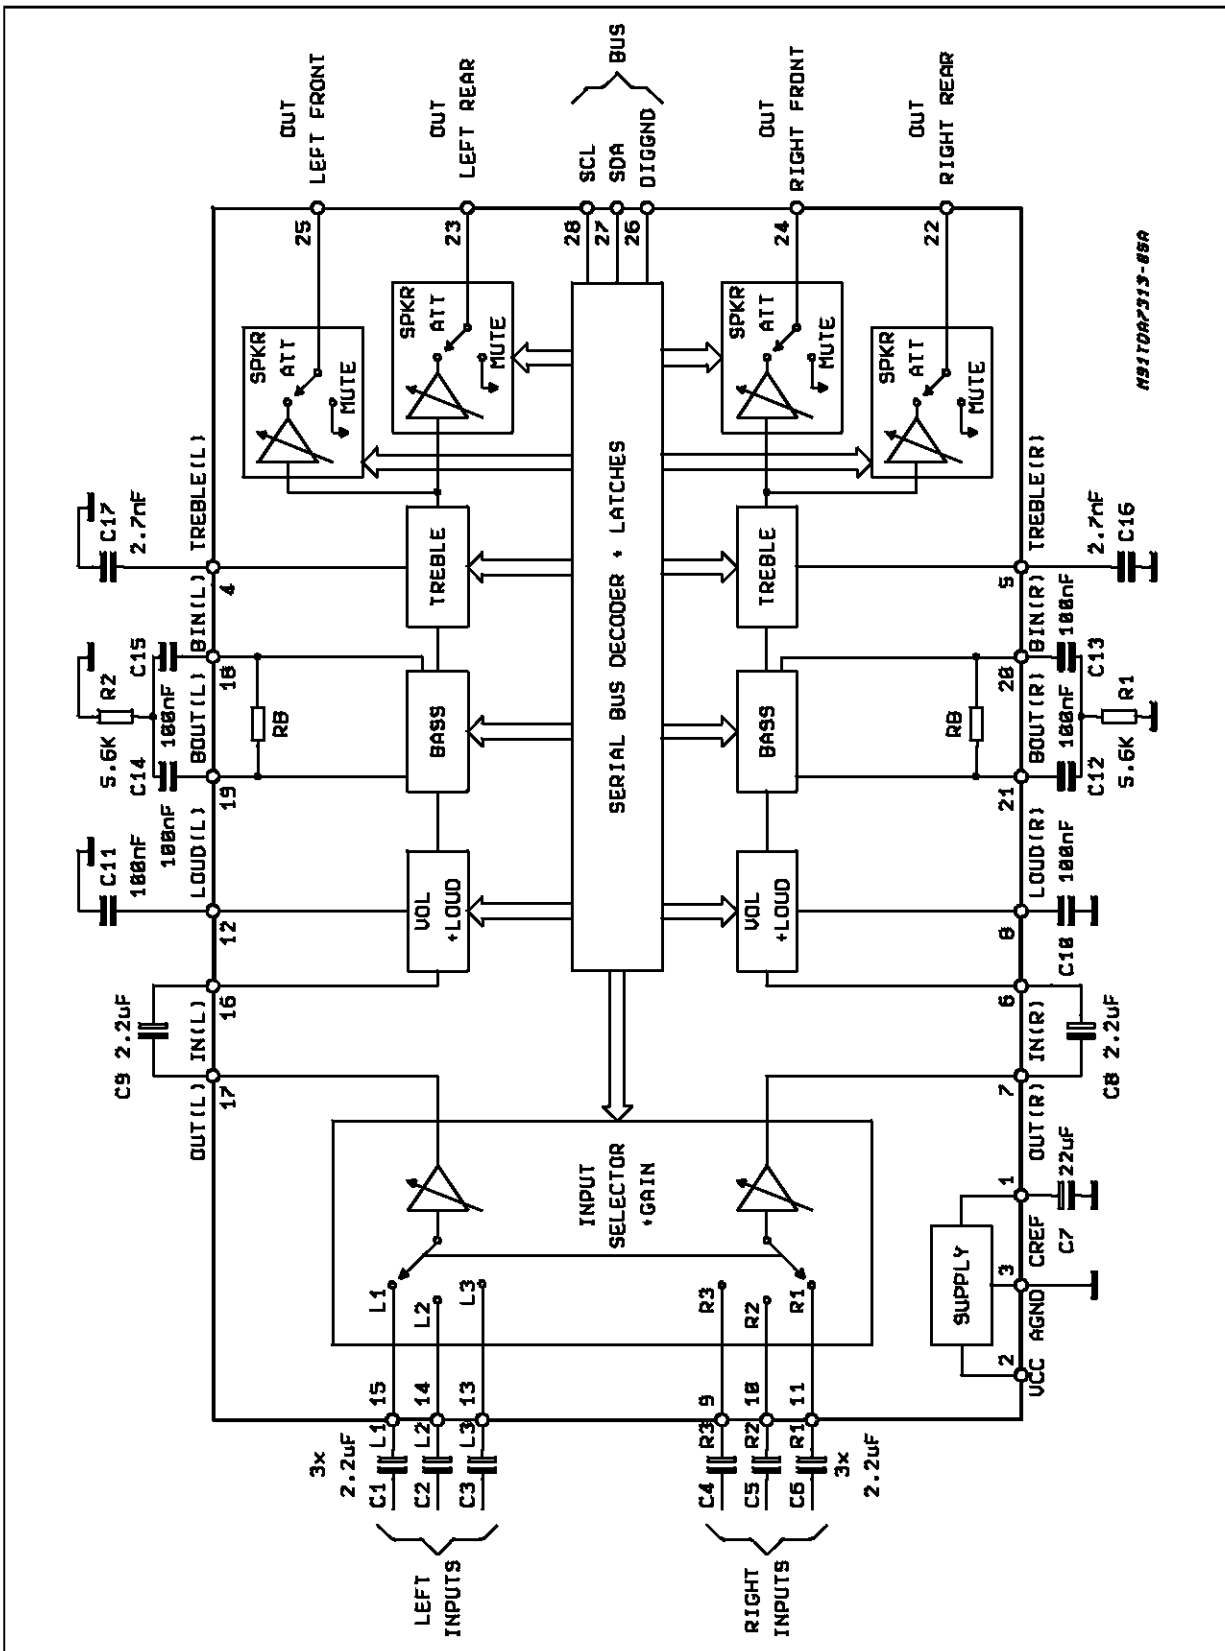 OUT
LEFT FRONT
OUT
LEFT REAR
BUS
SCL
SDA
DIGGND
OUT
RIGHT FRONT
OUT
RIGHT REAR
25
23
28
27
26
24
22
SPKR
ATT
MUTE
SPKR
ATT
MUTE
SPKR
ATT
MUTE
SPKR
ATT
MUTE
C17
2.7nF
TREBLE(L)
4
TREBLE
SERIAL BUS DECODER + LATCHES
TREBLE
TREBLE(R)
5
2.7nF
C16
R2
5.6K
C15
100nF
C14
100nF
BIN(L)
18
BOUT(L)
19
RB
BASS
BASS
RB
BIN(R)
20
BOUT(R)
21
100nF
C13
100nF
C12
R1
5.6K
C11
100nF
LOUD(L)
12
VOL
+LOUD
VOL
+LOUD
LOUD(R)
8
C10
100nF
C9 2.2uF
IN(L)
16
OUT(L)
17
IN(R)
6
OUT(R)
7
C8 2.2uF
INPUT
SELECTOR
+GAIN
L1
L2
L3
R3
R2
R1
SUPPLY
1
CREF
C7
22uF
3
AGND
2
VCC
15
14
13
9
10
11
L1
L2
L3
R3
R2
R1
3x
2.2uF
C1
C2
C3
C4
C5
C6
3x
2.2uF
LEFT
INPUTS
RIGHT
INPUTS
M91TDA7313-05A